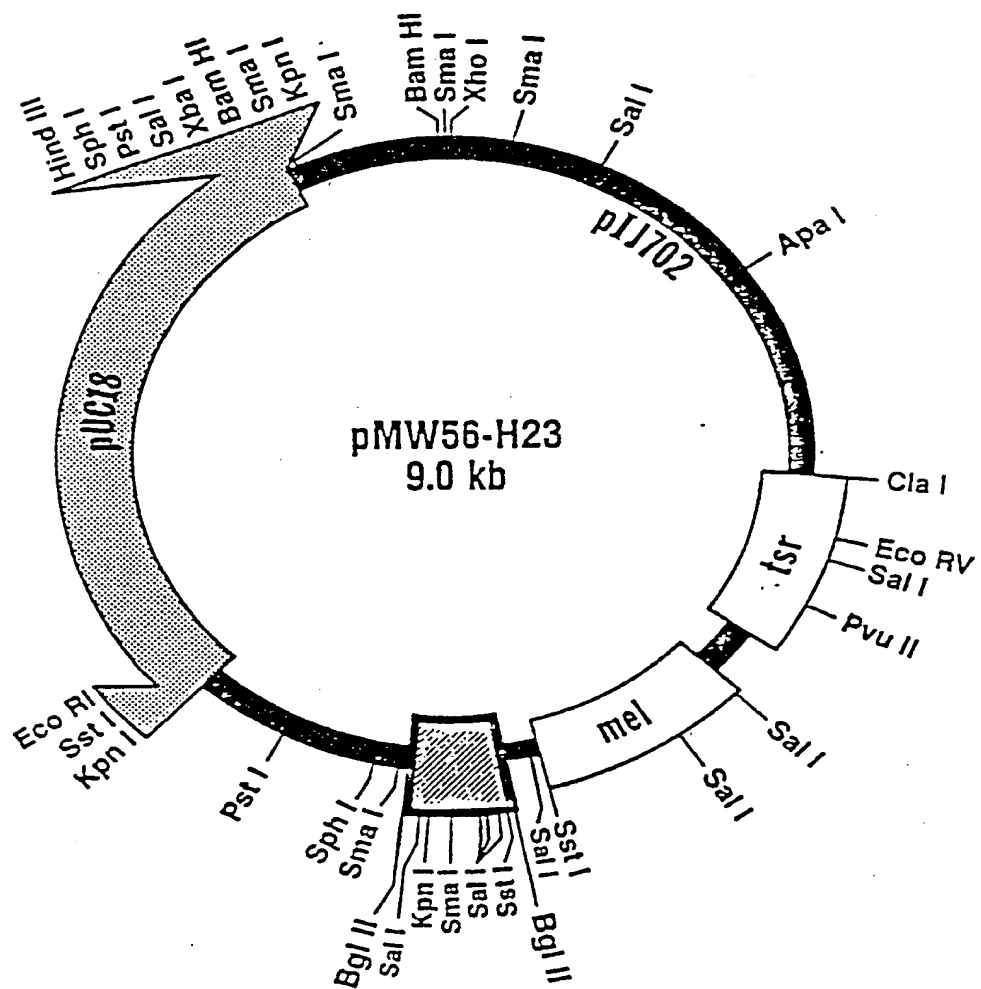 Hind III
Sph I
Pst I
Sal I
Xba I
Bam HI
Sma I
Kpn I
Sma I
Bam HI
Sma I
Xho I
Sma I
Sal I
Apa I
pIJ702
pUC18
pMW56-H23
9.0 kb
Cla I
tsr
Eco RV
Sal I
Pvu II
mel
Sal I
Sal I
Eco RI
Sst I
Kpn I
Pst I
Sph I
Sma I
Bgl II
Sal I
Kpn I
Sma I
Sal I
Sst I
Bgl II
Sal I
Sst I